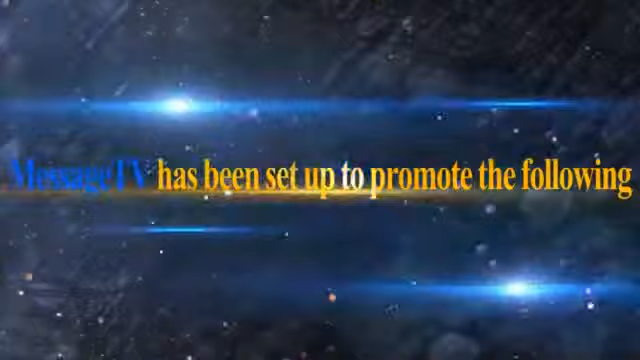 MessageTV has been set up to promote the following